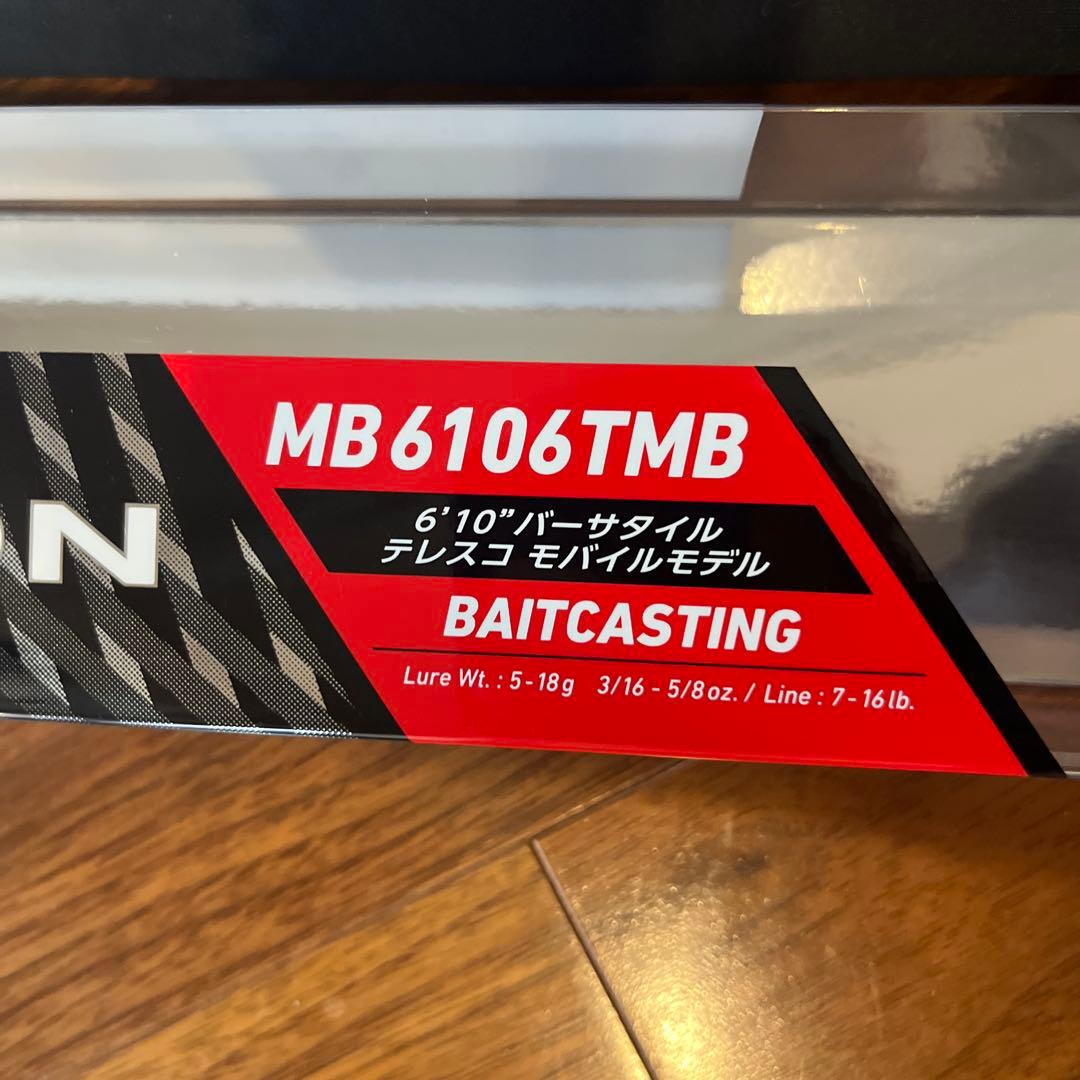 ON
MB6106TMB
6'10"バーサタイル
テレスコ モバイルモデル
BAITCASTING
Lure Wt. : 5-18g 3/16 - 5/8oz. / Line : 7-16lb.